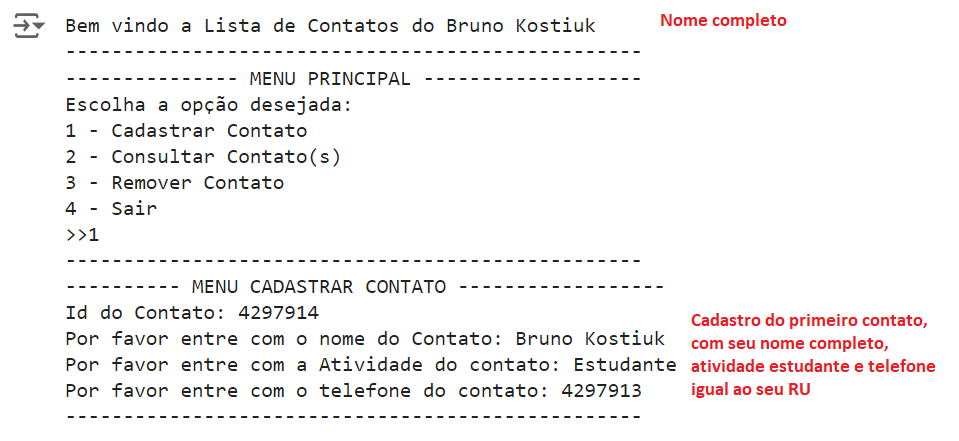 Bem vindo a Lista de Contatos do Bruno Kostiuk
Nome completo
--------------------------------------------------
--------------- MENU PRINCIPAL -------------------
Escolha a opção desejada:
1 - Cadastrar Contato
2 - Consultar Contato(s)
3 - Remover Contato
4 - Sair
>>1
--------------------------------------------------
---------- MENU CADASTRAR CONTATO ------------------
Id do Contato: 4297914
Por favor entre com o nome do Contato: Bruno Kostiuk
Por favor entre com a Atividade do contato: Estudante
Por favor entre com o telefone do contato: 4297913
--------------------------------------------------
Cadastro do primeiro contato,
com seu nome completo,
atividade estudante e telefone
igual ao seu RU